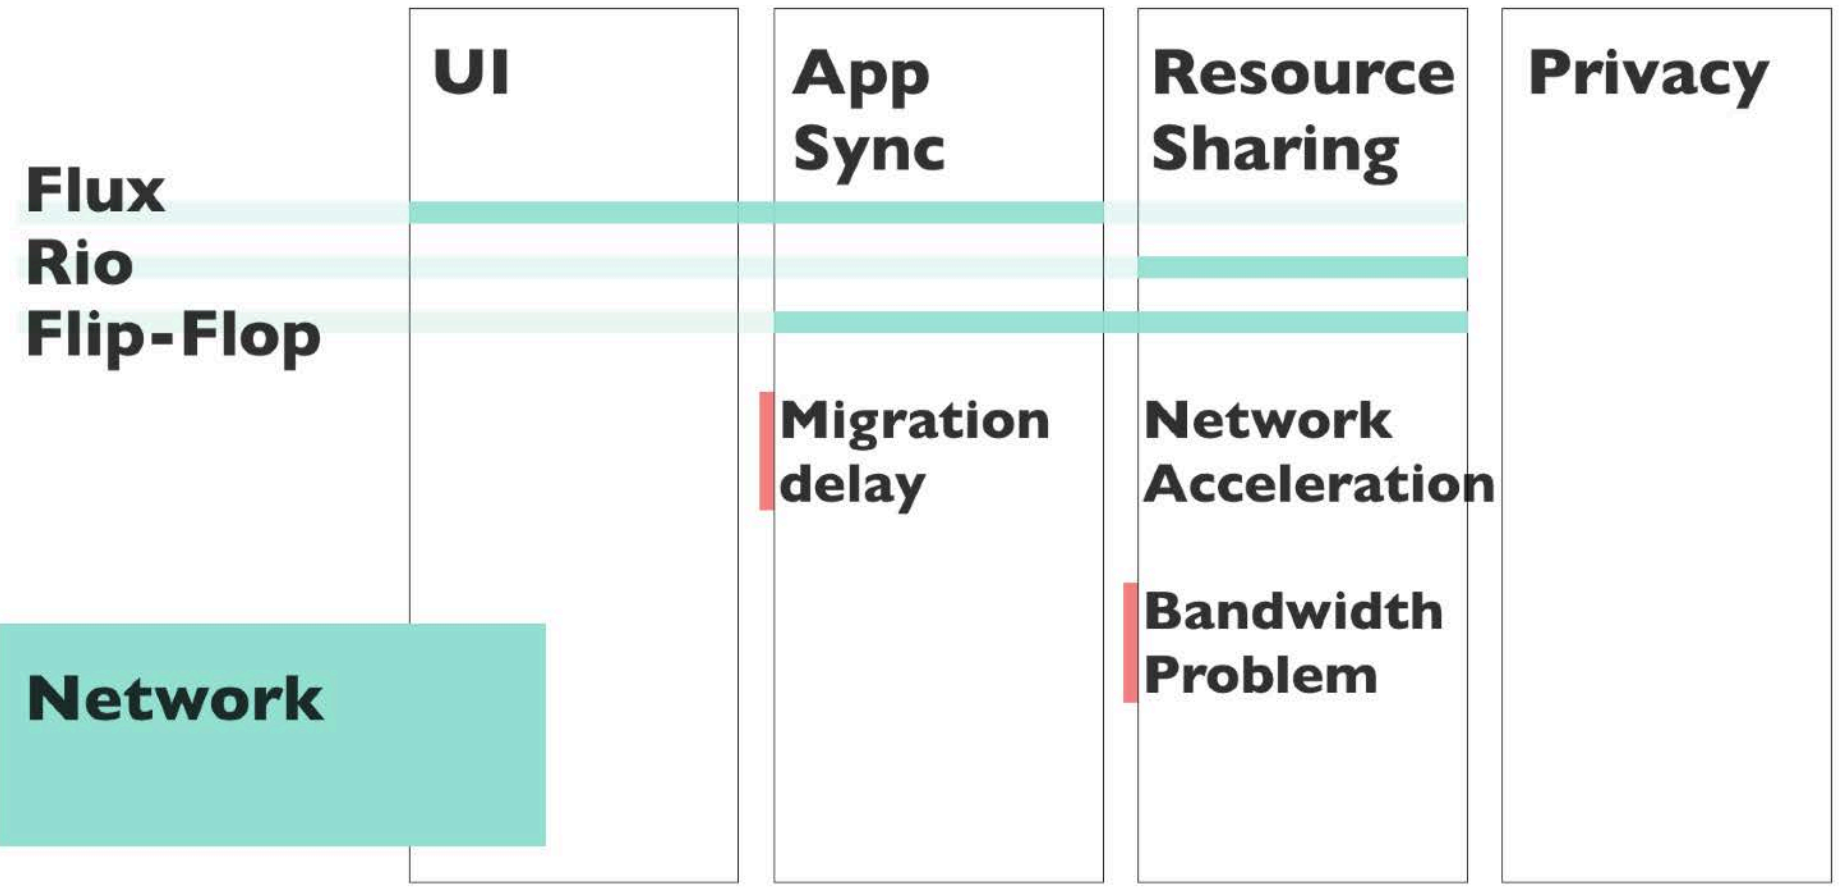 UI
App
Sync
Resource
Sharing
Privacy
Flux
Rio
Flip-Flop
Migration
delay
Network
Acceleration
Bandwidth
Problem
Network